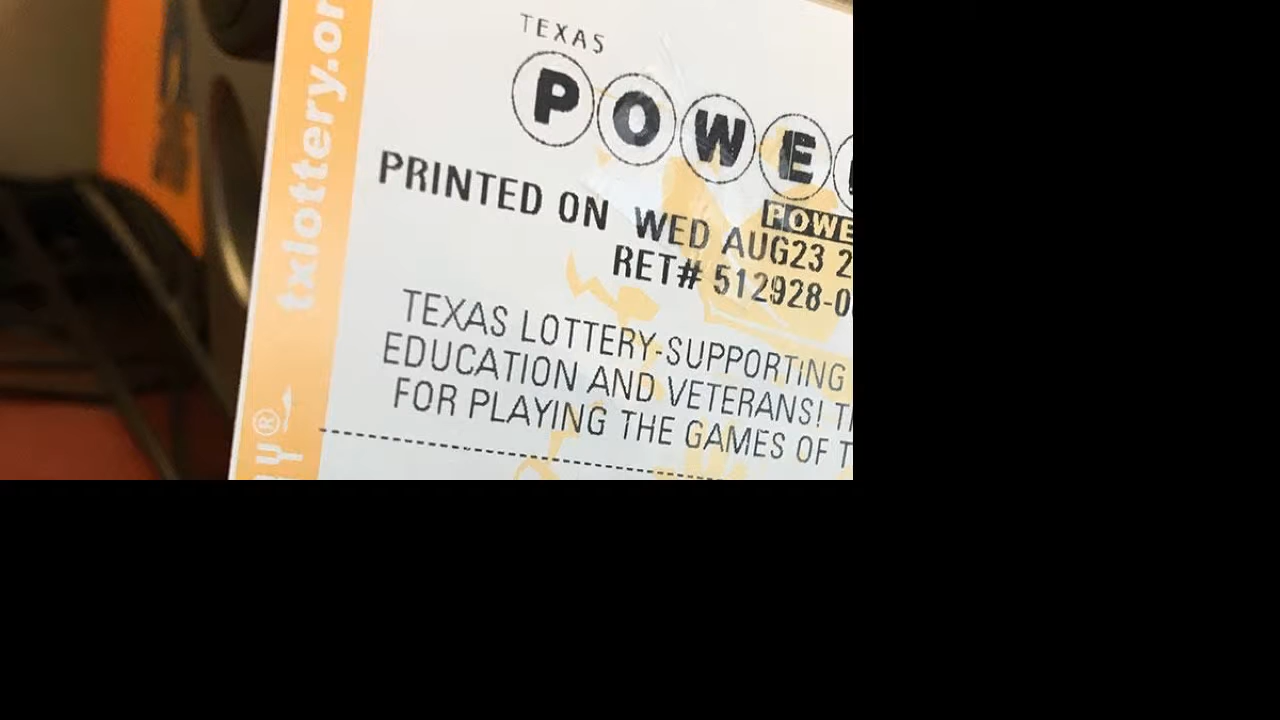 TEXAS
POWE
POWE
PRINTED ON WED AUG23 2
RET# 512928-0
TEXAS LOTTERY-SUPPORTING
EDUCATION AND VETERANS! T
FOR PLAYING THE GAMES OF T
txlottery.or